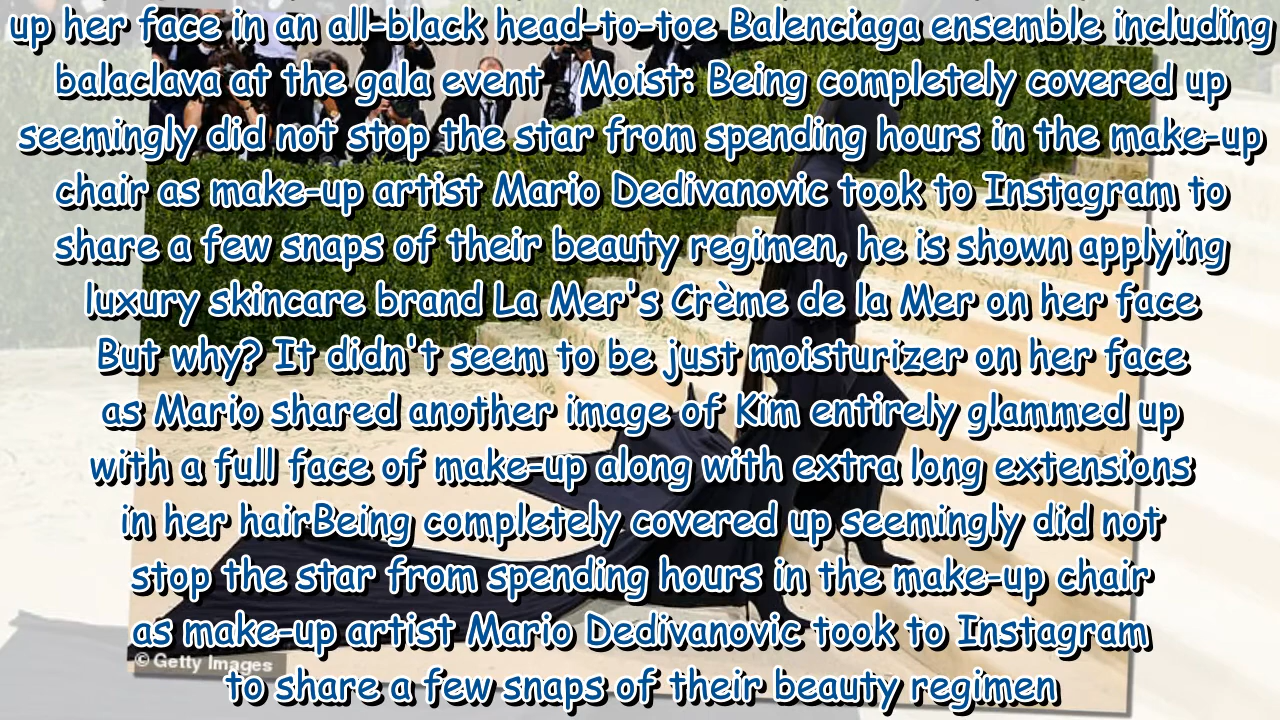 up her face in an all-black head-to-toe Balenciaga ensemble including
balaclava at the gala event Moist: Being completely covered up
seemingly did not stop the star from spending hours in the make-up
chair as make-up artist Mario Dedivanovic took to Instagram to
share a few snaps of their beauty regimen, he is shown applying
luxury skincare brand La Mer's Crème de la Mer on her face
But why? It didn't seem to be just moisturizer on her face
as Mario shared another image of Kim entirely glammed up
with a full face of make-up along with extra long extensions
in her hairBeing completely covered up seemingly did not
stop the star from spending hours in the make-up chair
as make-up artist Mario Dedivanovic took to Instagram
© Getty Images
to share a few snaps of their beauty regimen